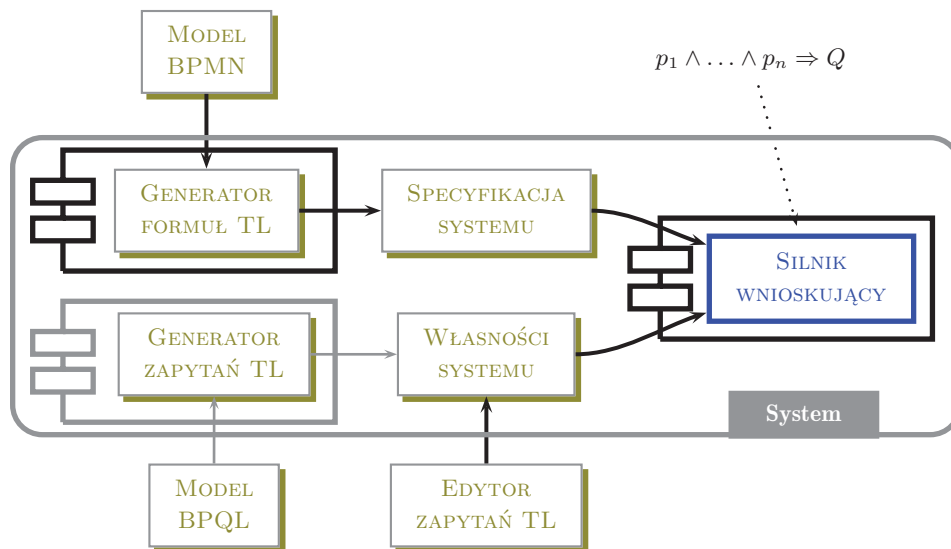 MODEL
BPMN
p₁ ∧ … ∧ pₙ ⇒ Q
GENERATOR
FORMUŁ TL
SPECYFIKACJA
SYSTEMU
SILNIK
WNIOSKUJĄCY
GENERATOR
ZAPYTAŃ TL
WŁASNOŚCI
SYSTEMU
System
MODEL
BPQL
EDYTOR
ZAPYTAŃ TL